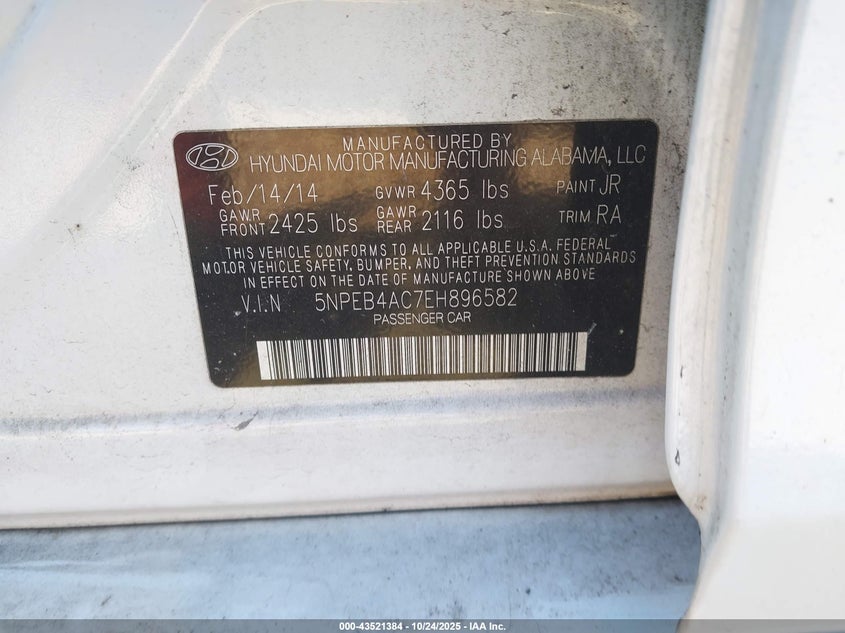 MANUFACTURED BY
HYUNDAI MOTOR MANUFACTURING ALABAMA, LLC
Feb/14/14 GVWR 4365 lbs PAINT JR
GAWR FRONT 2425 lbs GAWR REAR 2116 lbs TRIM RA
THIS VEHICLE CONFORMS TO ALL APPLICABLE U.S.A. FEDERAL
MOTOR VEHICLE SAFETY, BUMPER, AND THEFT PREVENTION STANDARDS
IN EFFECT ON THE DATE OF MANUFACTURE SHOWN ABOVE
V.I.N 5NPEB4AC7EH896582
PASSENGER CAR
000-43521384 - 10/24/2025 - IAA Inc.